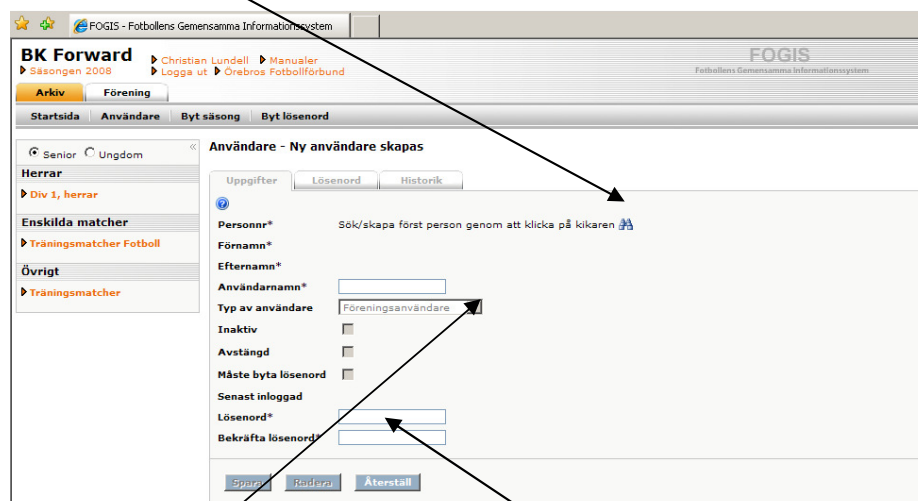 FOGIS - Fotbollens Gemensamma Informationssystem
BK Forward
Säsongen 2008
Christian Lundell Manualer
Logga ut Örebros Fotbollförbund
FOGIS
Fotbollens Gemensamma Informationssystem
Arkiv Förening
Startsida Användare Byt säsong Byt lösenord
Senior Ungdom «
Herrar
Div 1, herrar
Enskilda matcher
Träningsmatcher Fotboll
Övrigt
Träningsmatcher
Användare - Ny användare skapas
Uppgifter Lösenord Historik
Personnr* Sök/skapa först person genom att klicka på kikaren
Förnamn*
Efternamn*
Användarnamn*
Typ av användare Föreningsanvändare
Inaktiv
Avstängd
Måste byta lösenord
Senast inloggad
Lösenord*
Bekräfta lösenord*
Spara Radera Återställ